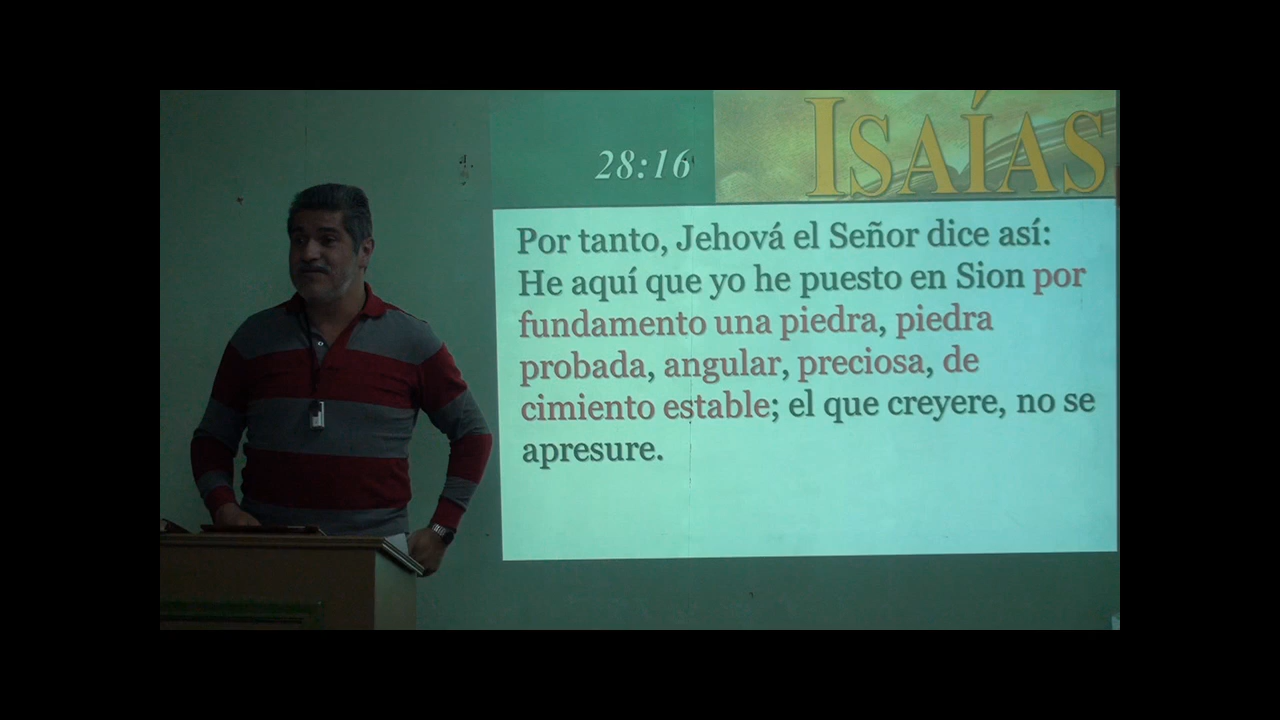 ISAÍAS
28:16
Por tanto, Jehová el Señor dice así:
He aquí que yo he puesto en Sion por
fundamento una piedra, piedra
probada, angular, preciosa, de
cimiento estable; el que creyere, no se
apresure.